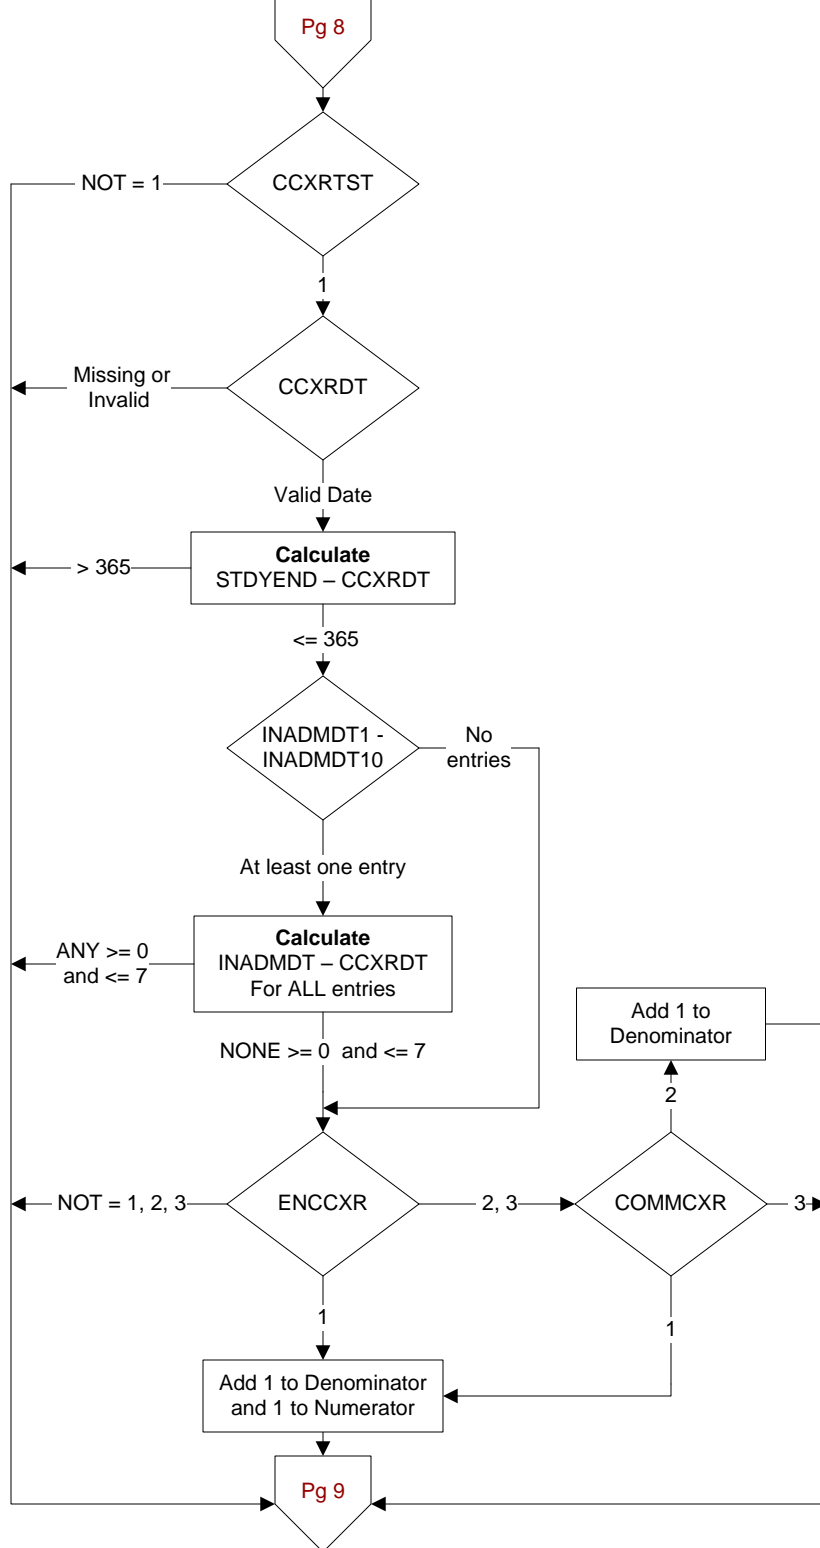 Pg 8
CCXRTST
NOT = 1
1
CCXRDT
Missing or
Invalid
Valid Date
Calculate
STDYEND – CCXRDT
> 365
<= 365
INADMDT1 -
INADMDT10
No
entries
At least one entry
Calculate
INADMDT – CCXRDT
For ALL entries
ANY >= 0
and <= 7
NONE >= 0 and <= 7
Add 1 to
Denominator
2
ENCCXR
NOT = 1, 2, 3
2, 3
COMMCXR
3
1
1
Add 1 to Denominator
and 1 to Numerator
Pg 9